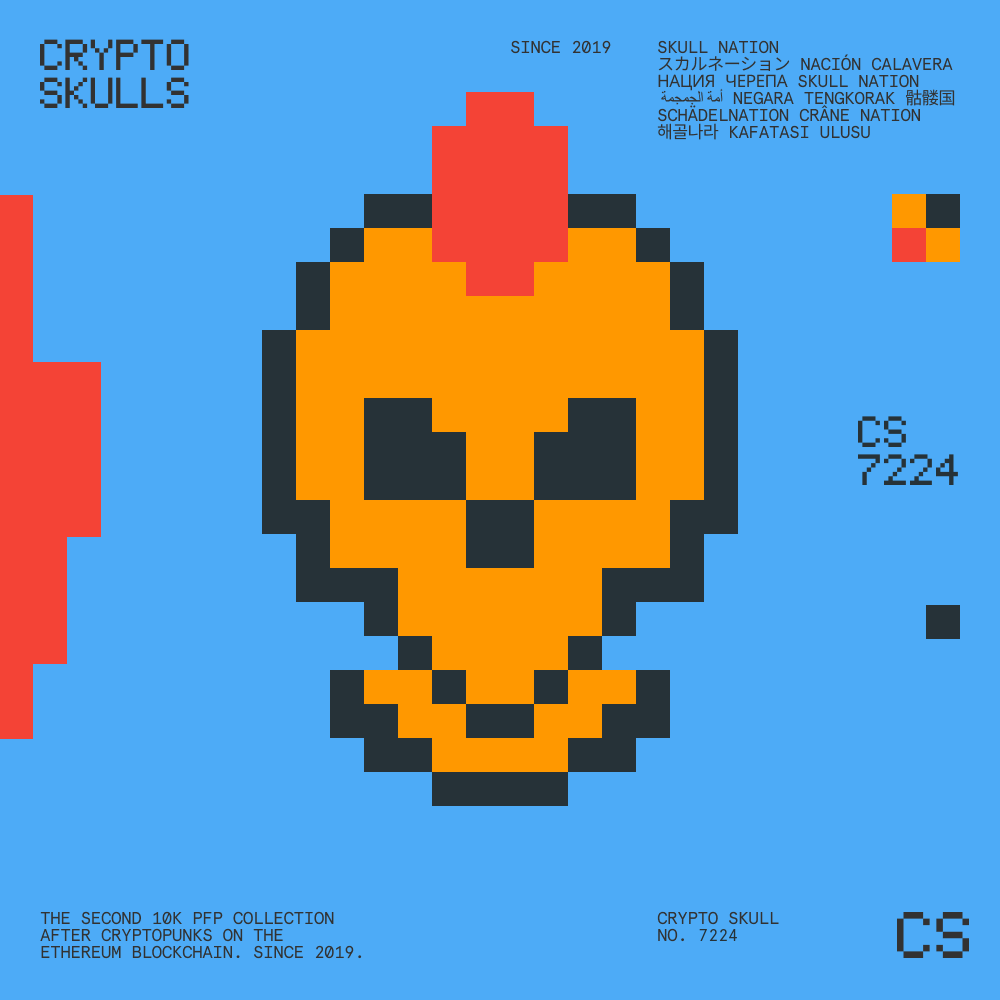 CRYPTO
SKULLS
SINCE 2019
SKULL NATION
スカルネーション NACIÓN CALAVERA
НАЦИЯ ЧЕРЕПА SKULL NATION
أمة الجمجمة NEGARA TENGKORAK 骷髅国
SCHÄDELNATION CRÂNE NATION
해골나라 KAFATASI ULUSU
CS
7224
THE SECOND 10K PFP COLLECTION
AFTER CRYPTOPUNKS ON THE
ETHEREUM BLOCKCHAIN. SINCE 2019.
CRYPTO SKULL
NO. 7224
CS